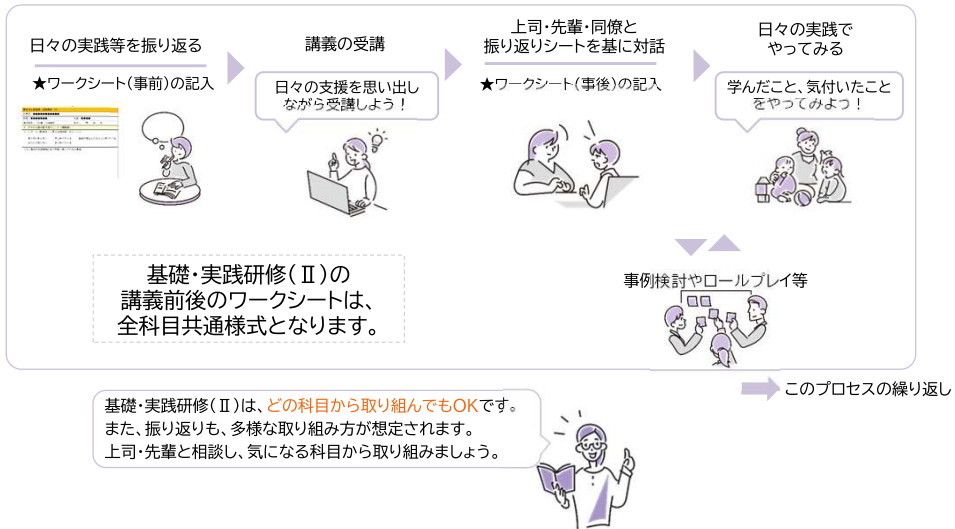 日々の実践等を振り返る
★ワークシート(事前)の記入
講義の受講
日々の支援を思い出し
ながら受講しよう!
上司・先輩・同僚と
振り返りシートを基に対話
★ワークシート(事後)の記入
日々の実践で
やってみる
学んだこと、気付いたこと
をやってみよう!
基礎・実践研修(Ⅱ)の
講義前後のワークシートは、
全科目共通様式となります。
事例検討やロールプレイ等
このプロセスの繰り返し
基礎・実践研修(Ⅱ)は、どの科目から取り組んでもOKです。
また、振り返りも、多様な取り組み方が想定されます。
上司・先輩と相談し、気になる科目から取り組みましょう。